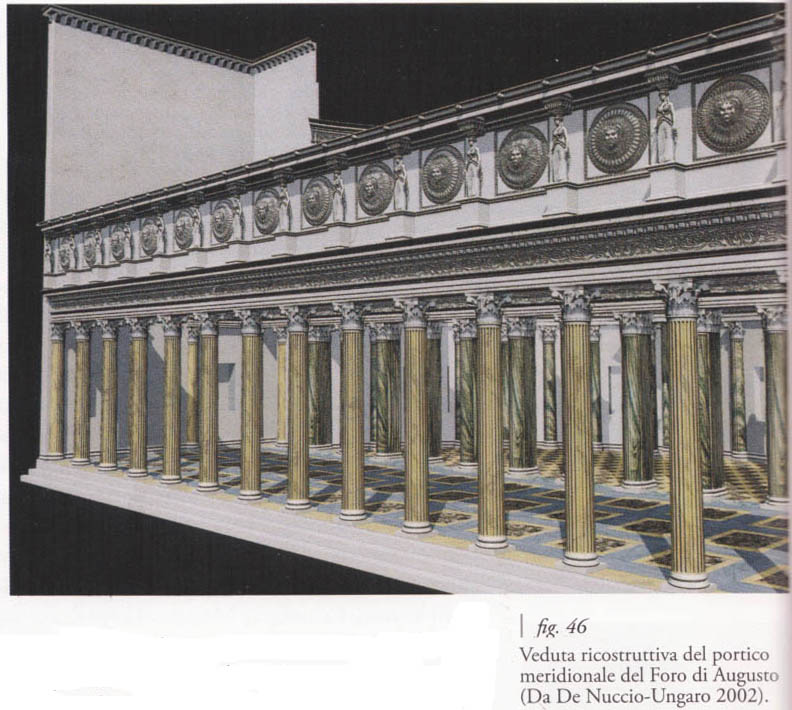 fig. 46
Veduta ricostruttiva del portico
meridionale del Foro di Augusto
(Da De Nuccio-Ungaro 2002).